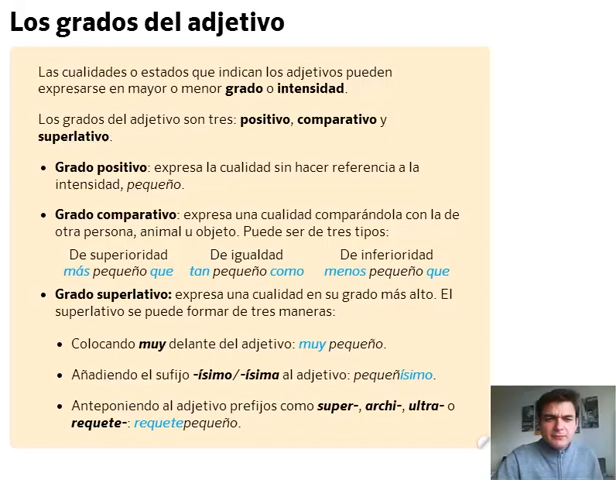 Los grados del adjetivo
Las cualidades o estados que indican los adjetivos pueden
expresarse en mayor o menor grado o intensidad.
Los grados del adjetivo son tres: positivo, comparativo y
superlativo.
• Grado positivo: expresa la cualidad sin hacer referencia a la
intensidad, pequeño.
• Grado comparativo: expresa una cualidad comparándola con la de
otra persona, animal u objeto. Puede ser de tres tipos:
De superioridad De igualdad De inferioridad
más pequeño que tan pequeño como menos pequeño que
• Grado superlativo: expresa una cualidad en su grado más alto. El
superlativo se puede formar de tres maneras:
• Colocando muy delante del adjetivo: muy pequeño.
• Añadiendo el sufijo -ísimo/-ísima al adjetivo: pequeñísimo.
• Anteponiendo al adjetivo prefijos como super-, archi-, ultra- o
requete-: requetepequeño.